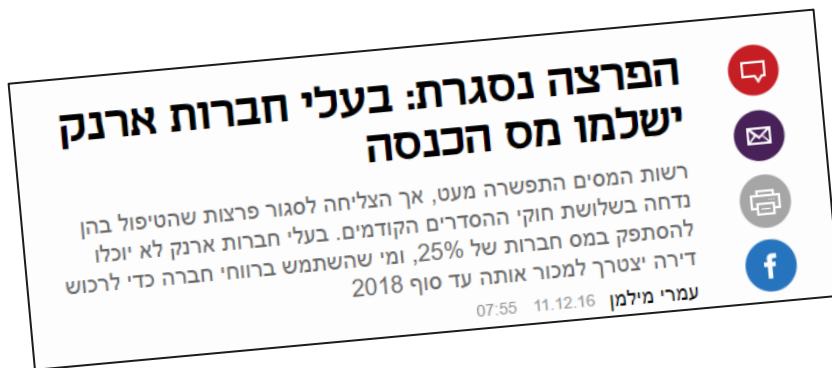 הפרצה נסגרת: בעלי חברות ארנק
ישלמו מס הכנסה
רשות המסים התפשרה מעט, אך הצליחה לסגור פרצות שהטיפול בהן
נדחה בשלושת חוקי ההסדרים הקודמים. בעלי חברות ארנק לא יוכלו
להסתפק במס חברות של 25%, ומי שהשתמש ברווחי חברה כדי לרכוש
דירה יצטרך למכור אותה עד סוף 2018
עמרי מילמן 11.12.16 07:55